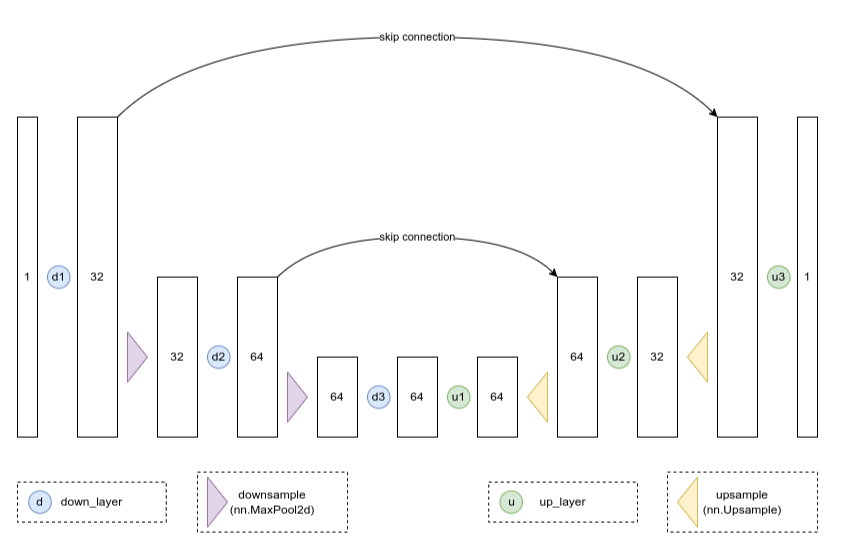 skip connection
skip connection
1
d1
32
32
d2
64
64
d3
64
u1
64
64
u2
32
32
u3
1
d
down_layer
downsample
(nn.MaxPool2d)
u
up_layer
upsample
(nn.Upsample)